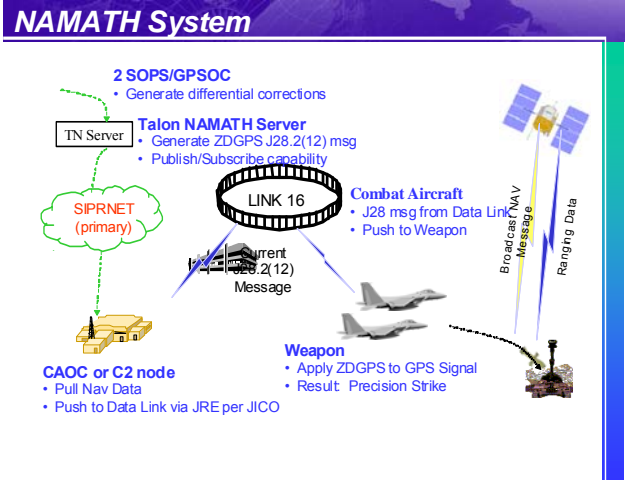 NAMATH System
2 SOPS/GPSOC
• Generate differential corrections
TN Server
Talon NAMATH Server
• Generate ZDGPS J28.2(12) msg
• Publish/Subscribe capability
SIPRNET
(primary)
LINK 16
Current
J28.2(12)
Message
Combat Aircraft
• J28 msg from Data Link
• Push to Weapon
Broadcast NAV
Message
Ranging Data
CAOC or C2 node
• Pull Nav Data
• Push to Data Link via JRE per JICO
Weapon
• Apply ZDGPS to GPS Signal
• Result: Precision Strike